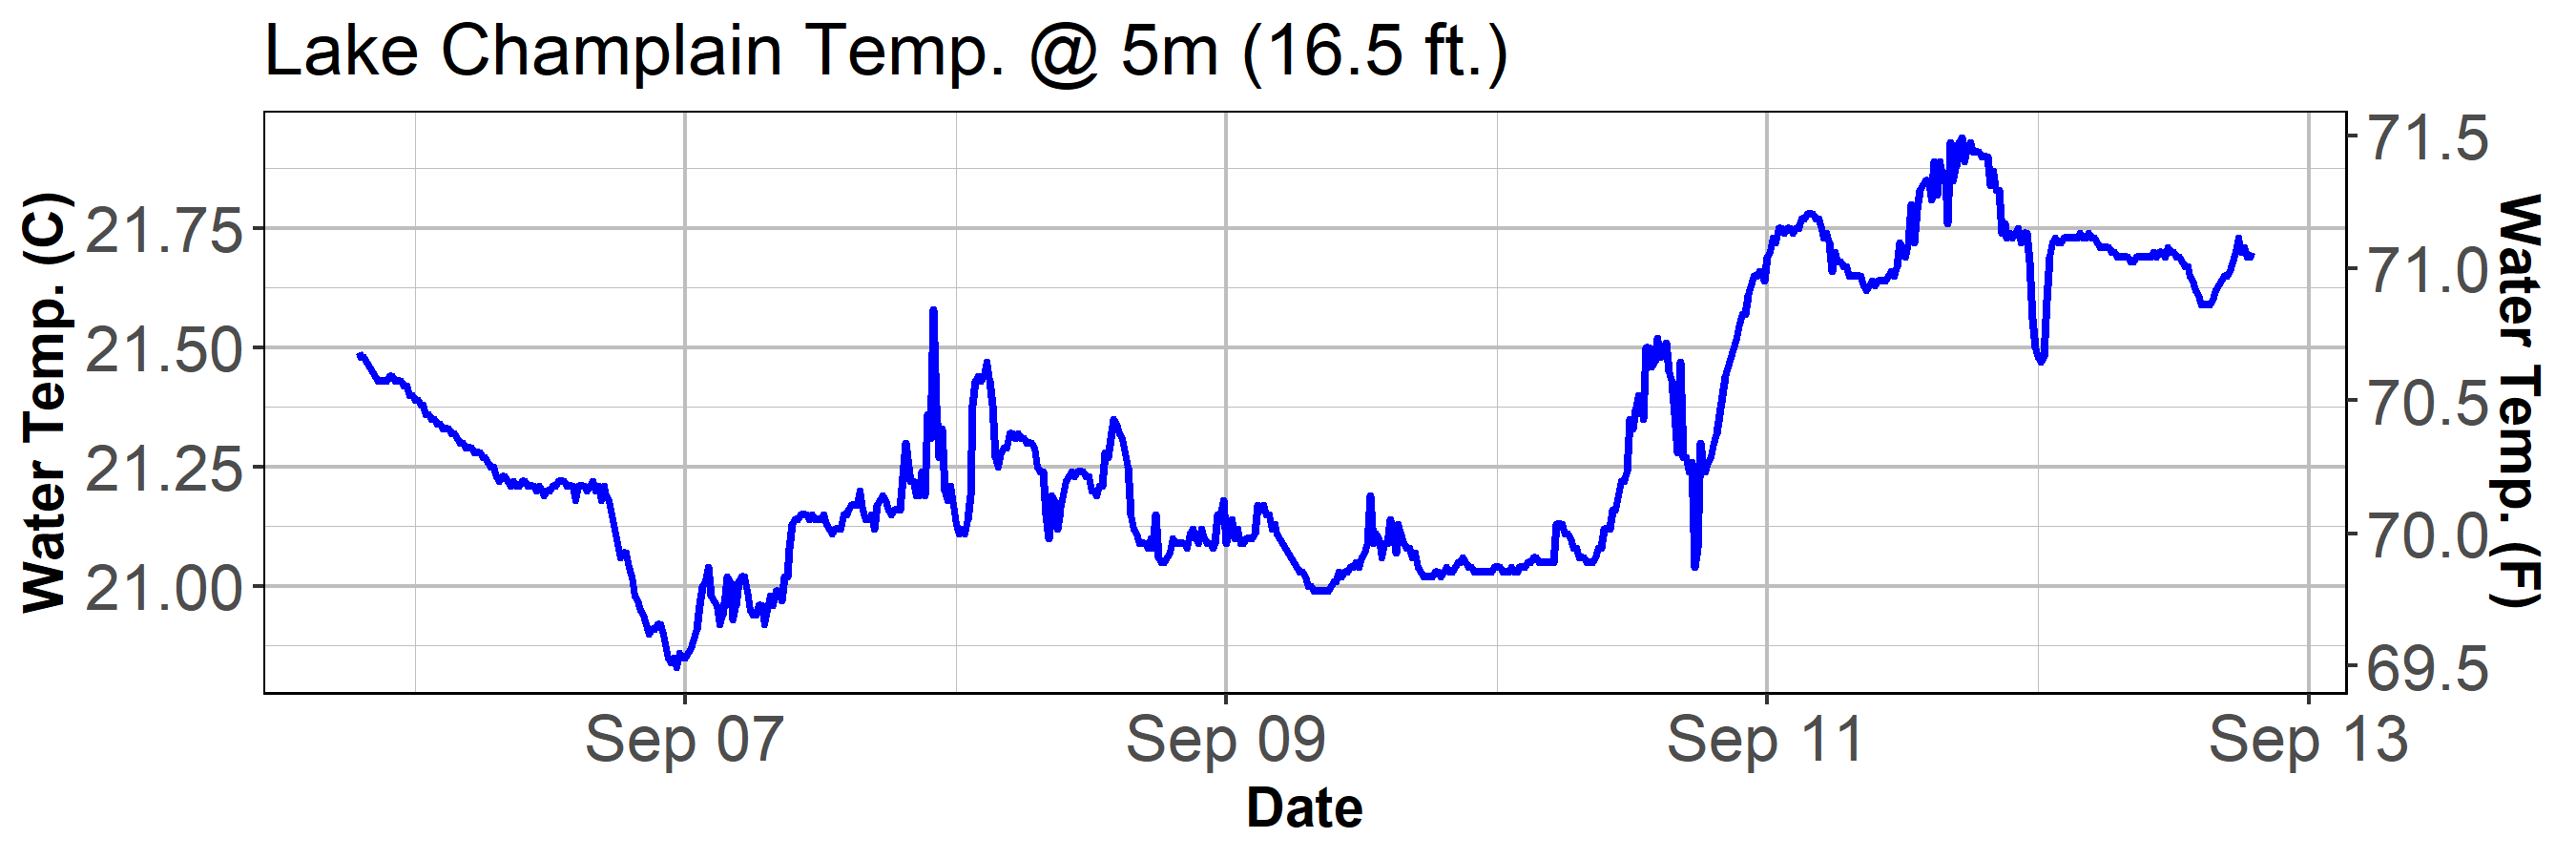 Lake Champlain Temp. @ 5m (16.5 ft.)
Water Temp. (C)
21.75
21.50
21.25
21.00
71.5
71.0
70.5
70.0
69.5
Water Temp. (F)
Sep 07 Sep 09 Sep 11 Sep 13
Date